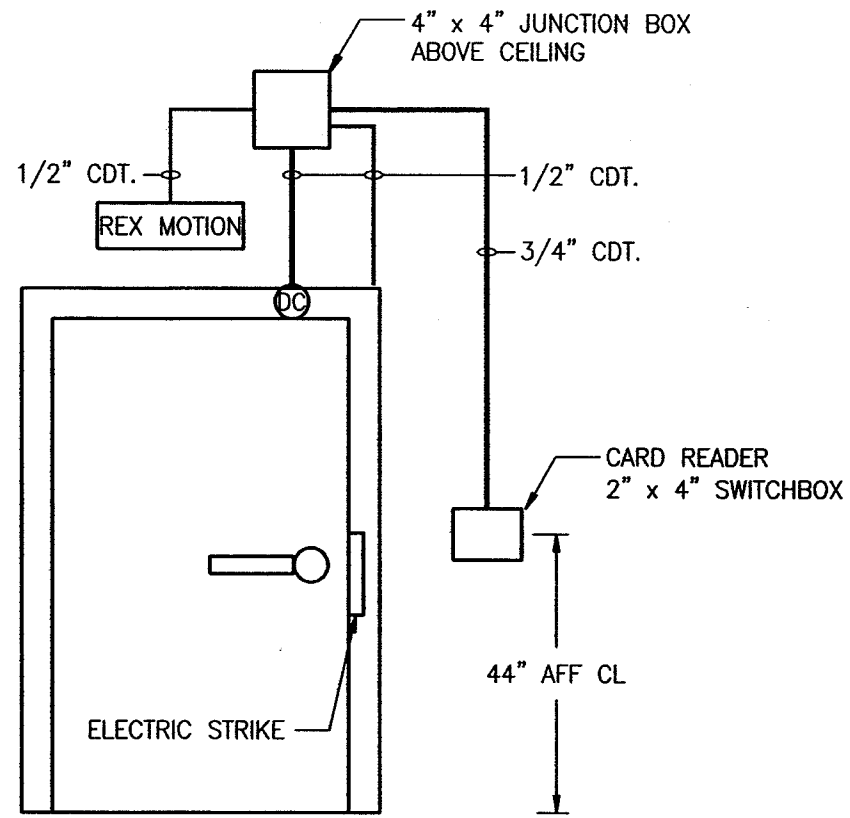 4” x 4” JUNCTION BOX
ABOVE CEILING
1/2” CDT.
1/2” CDT.
REX MOTION
3/4” CDT.
DC
CARD READER
2” x 4” SWITCHBOX
44” AFF CL
ELECTRIC STRIKE